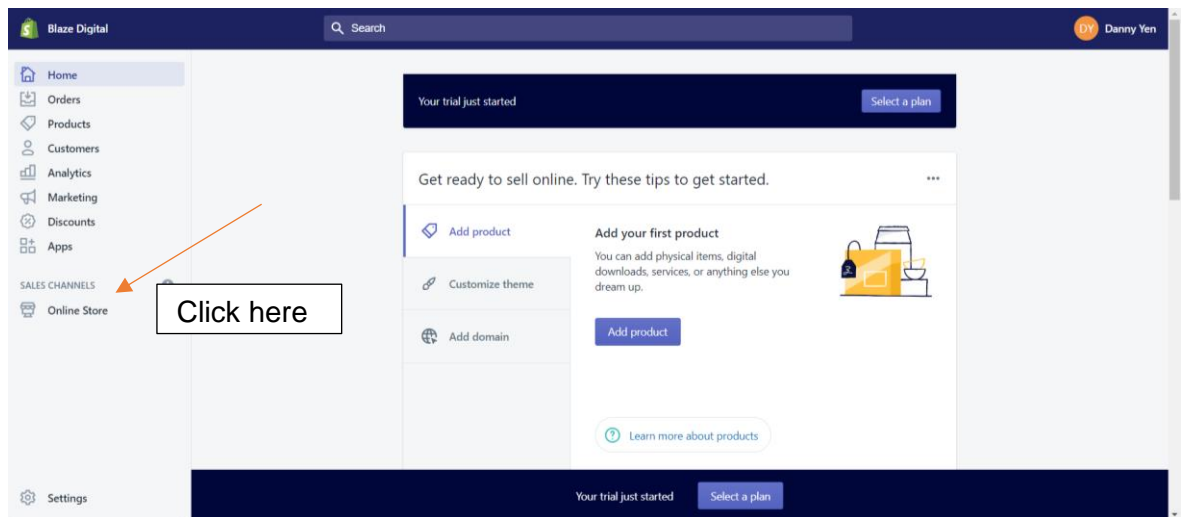 Blaze Digital
Search
DY Danny Yen
Home
Orders
Products
Customers
Analytics
Marketing
Discounts
Apps
SALES CHANNELS
Online Store
Settings
Click here
Your trial just started
Select a plan
Get ready to sell online. Try these tips to get started.
Add product
Customize theme
Add domain
Add your first product
You can add physical items, digital
downloads, services, or anything else you
dream up.
Add product
Learn more about products
Your trial just started
Select a plan